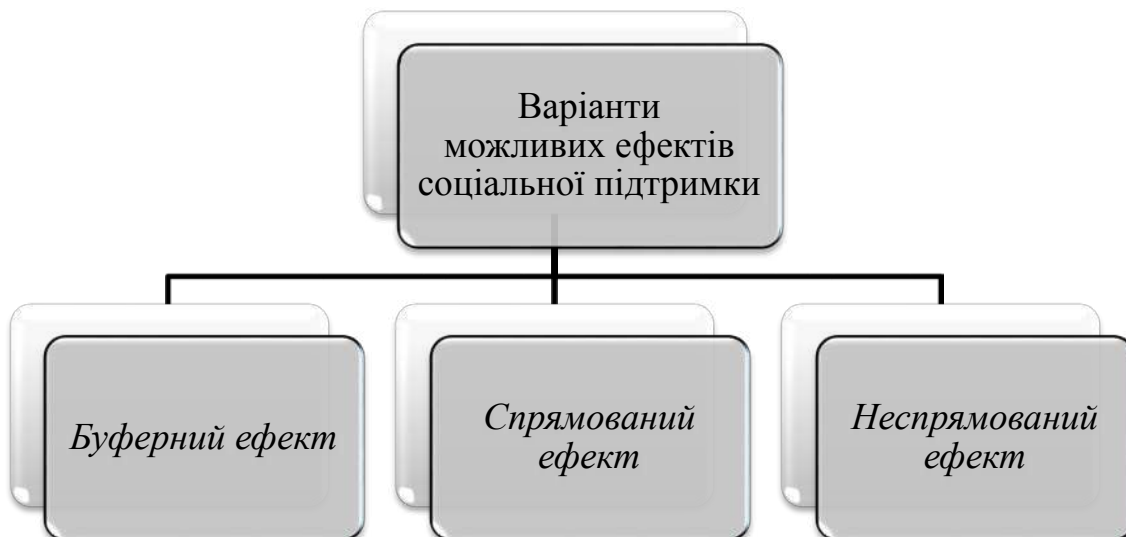 Варіанти
можливих ефектів
соціальної підтримки
Буферний ефект
Спрямований
ефект
Неспрямований
ефект